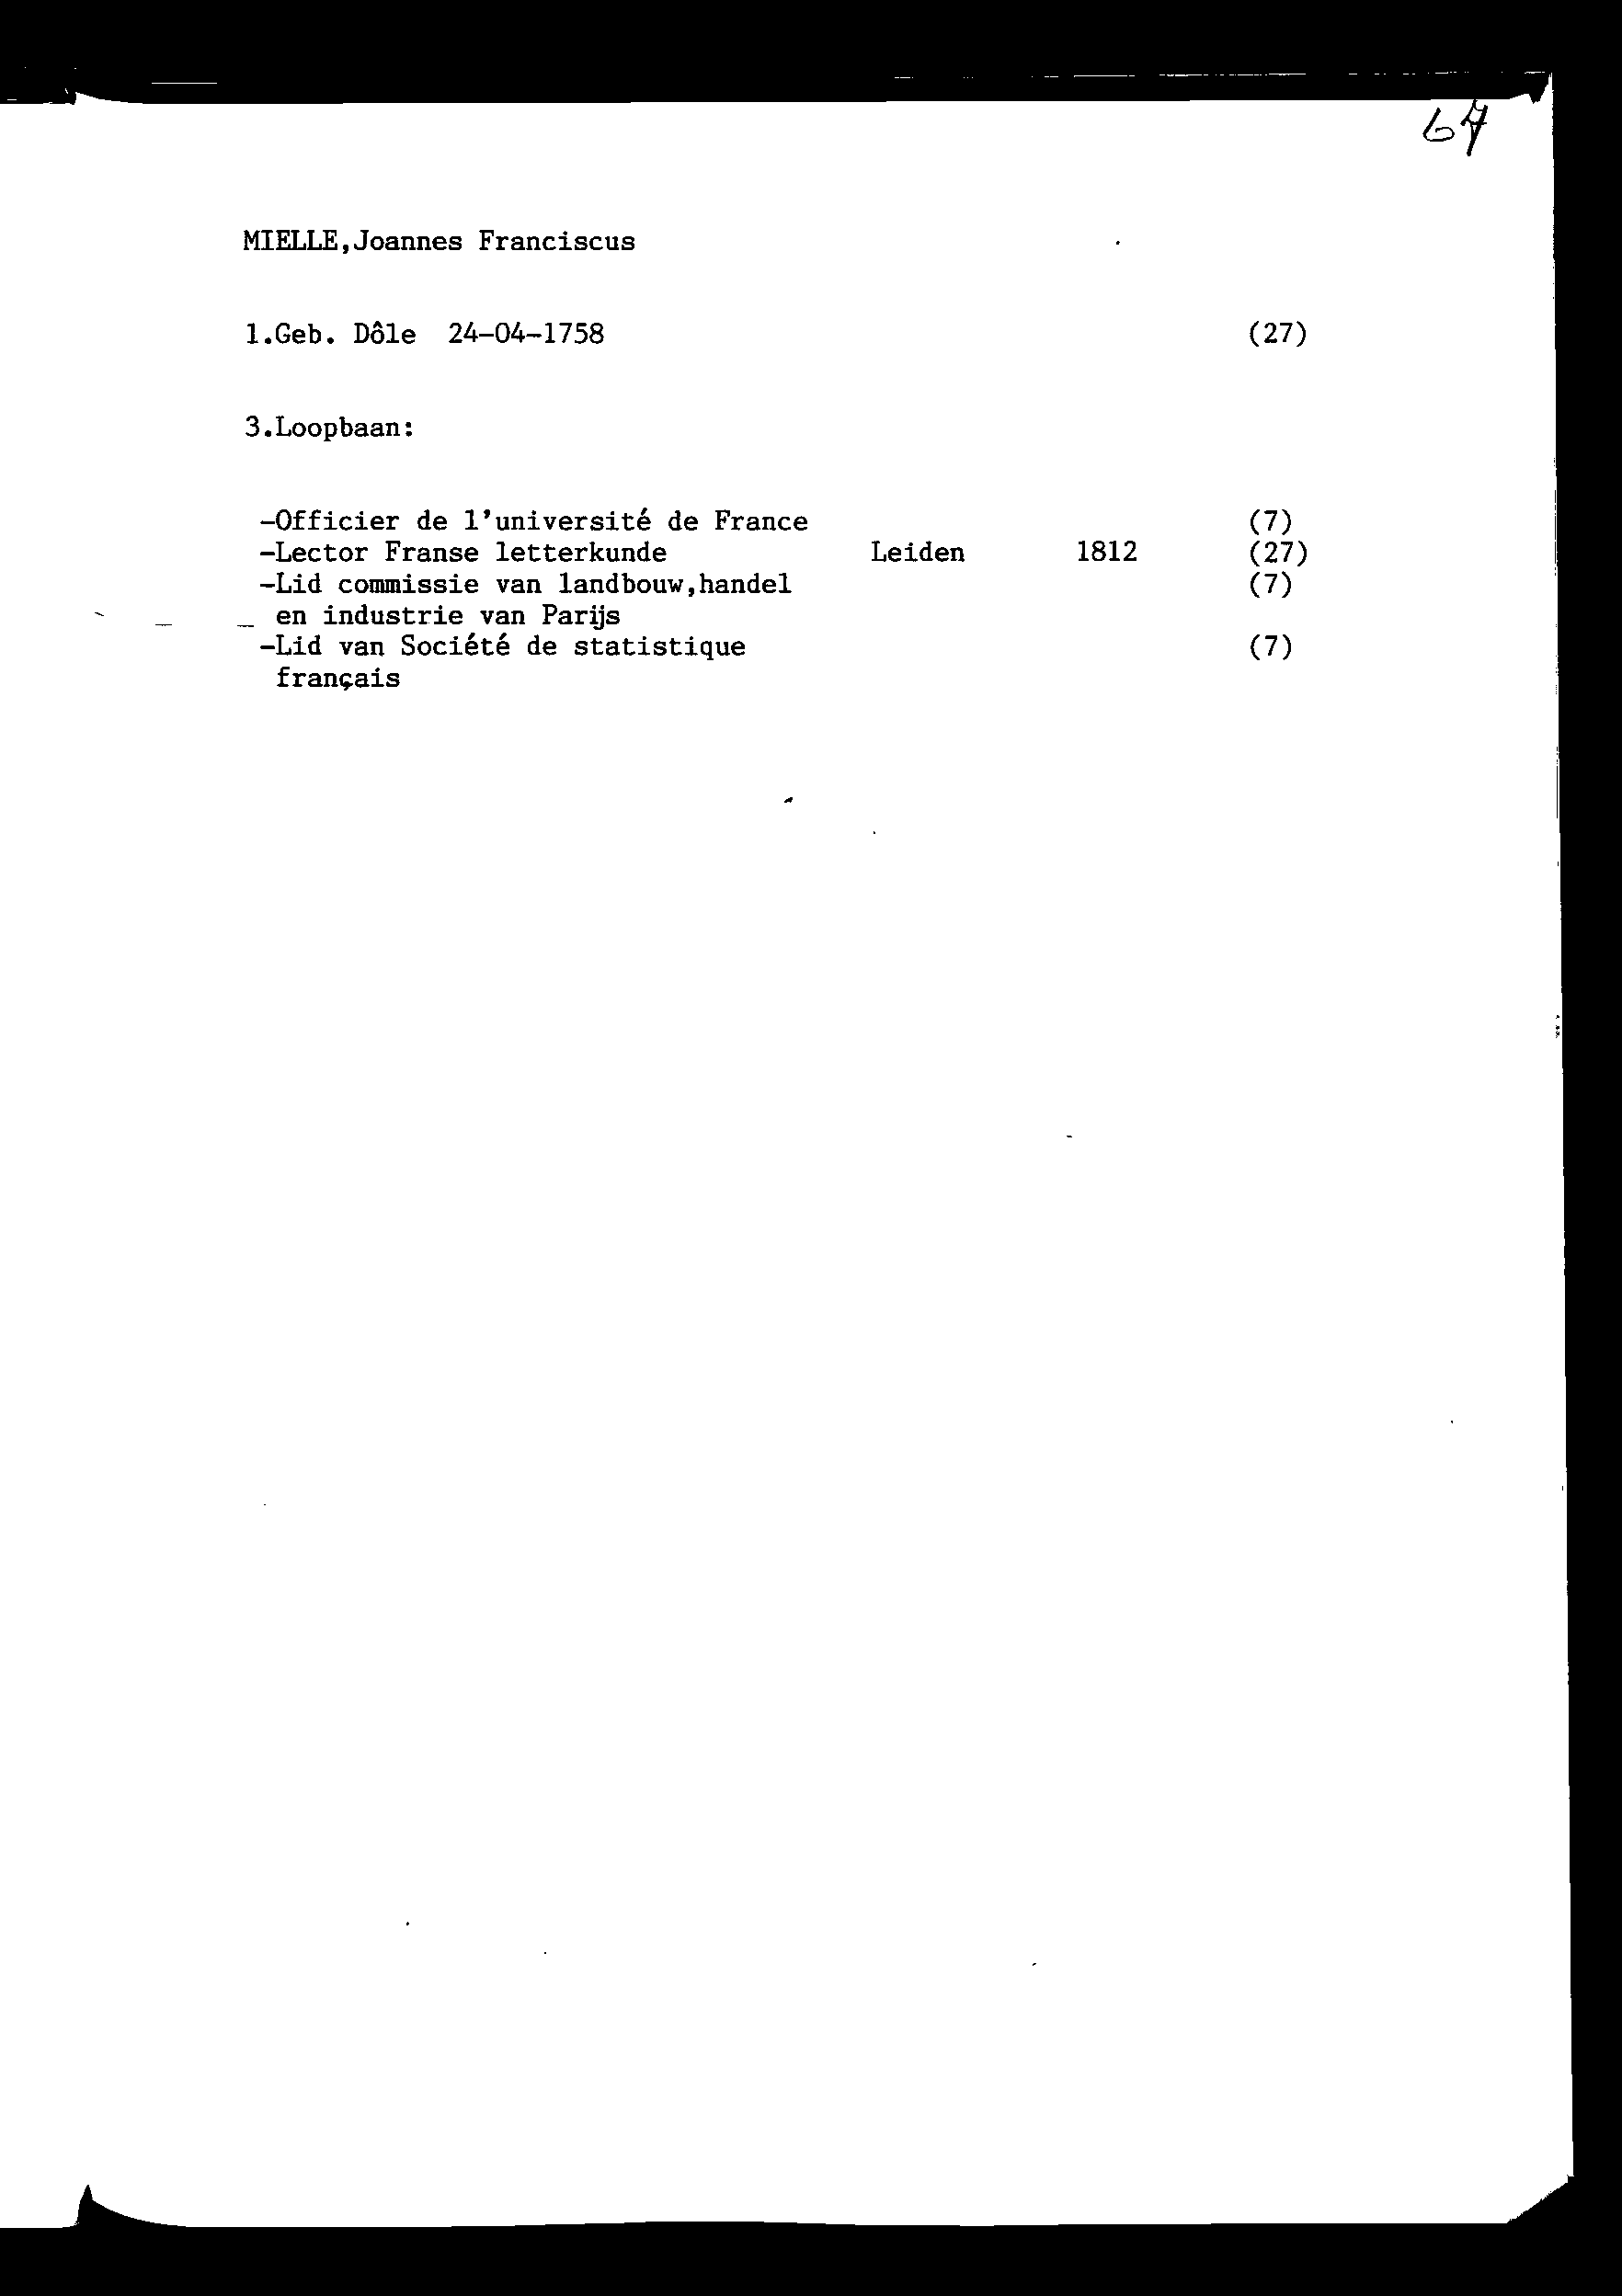 MIELLE,Joannes Franciscus
1.Geb. Dôle 24-04-1758 (27)
3.Loopbaan:
-Officier de l'université de France (7)
-Lector Franse letterkunde Leiden 1812 (27)
-Lid commissie van landbouw,handel (7)
en industrie van Parijs
-Lid van Société de statistique (7)
français